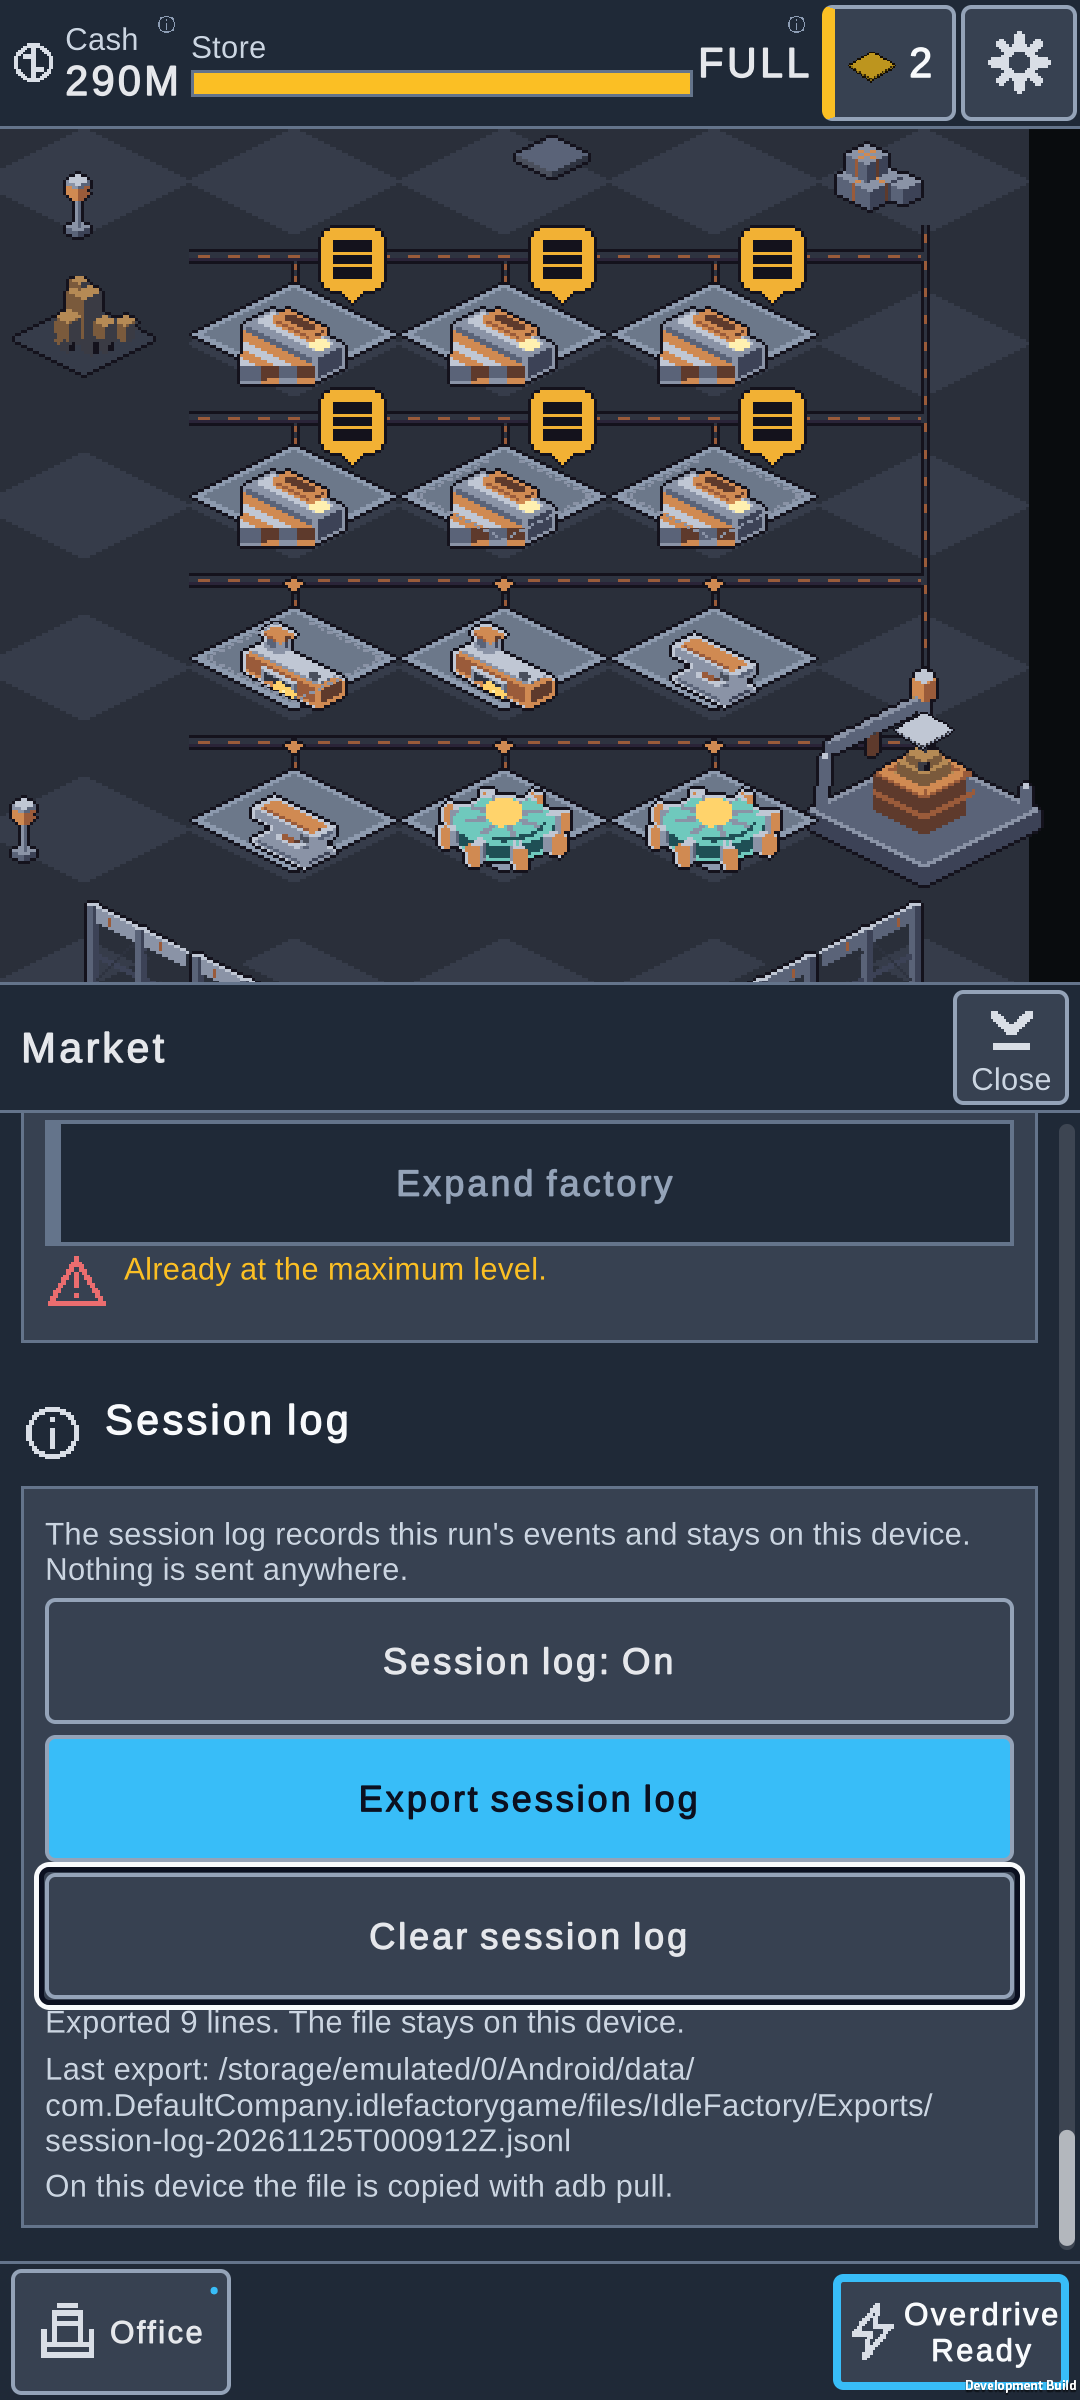 Cash
290M
Store
FULL
2
Market
Close
Expand factory
Already at the maximum level.
Session log
The session log records this run's events and stays on this device.
Nothing is sent anywhere.
Session log: On
Export session log
Clear session log
Exported 9 lines. The file stays on this device.
Last export: /storage/emulated/0/Android/data/
com.DefaultCompany.idlefactorygame/files/IdleFactory/Exports/
session-log-20261125T000912Z.jsonl
On this device the file is copied with adb pull.
Office
Overdrive
Ready
Development Build